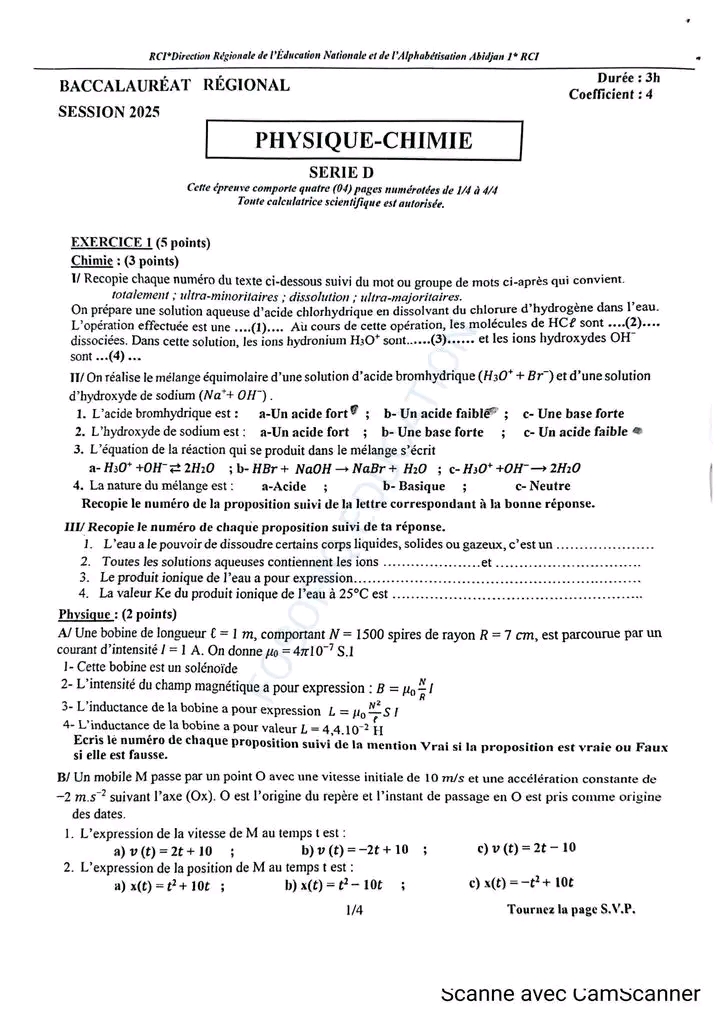 RCI*Direction Régionale de l'Éducation Nationale et de l'Alphabétisation Abidjan 1* RCI
BACCALAURÉAT RÉGIONAL
SESSION 2025
Durée : 3h
Coefficient : 4
PHYSIQUE-CHIMIE
SERIE D
Cette épreuve comporte quatre (04) pages numérotées de 1/4 à 4/4
Toute calculatrice scientifique est autorisée.
EXERCICE 1 (5 points)
Chimie : (3 points)
I/ Recopie chaque numéro du texte ci-dessous suivi du mot ou groupe de mots ci-après qui convient.
totalement ; ultra-minoritaires ; dissolution ; ultra-majoritaires.
On prépare une solution aqueuse d'acide chlorhydrique en dissolvant du chlorure d'hydrogène dans l'eau.
L'opération effectuée est une ....(1).... Au cours de cette opération, les molécules de HCℓ sont ....(2)....
dissociées. Dans cette solution, les ions hydronium H₃O⁺ sont......(3)...... et les ions hydroxydes OH⁻
sont ...(4) ...
II/ On réalise le mélange équimolaire d'une solution d'acide bromhydrique (H₃O⁺ + Br⁻) et d'une solution
d'hydroxyde de sodium (Na⁺+ OH⁻) .
1. L'acide bromhydrique est : a-Un acide fort ; b- Un acide faible ; c- Une base forte
2. L'hydroxyde de sodium est : a-Un acide fort ; b- Une base forte ; c- Un acide faible
3. L'équation de la réaction qui se produit dans le mélange s'écrit
a- H₃O⁺ +OH⁻ ⇄ 2H₂O ; b- HBr + NaOH → NaBr + H₂O ; c- H₃O⁺ +OH⁻ → 2H₂O
4. La nature du mélange est : a-Acide ; b- Basique ; c- Neutre
Recopie le numéro de la proposition suivi de la lettre correspondant à la bonne réponse.
III/ Recopie le numéro de chaque proposition suivi de ta réponse.
1. L'eau a le pouvoir de dissoudre certains corps liquides, solides ou gazeux, c'est un ....................
2. Toutes les solutions aqueuses contiennent les ions ....................et ..............................
3. Le produit ionique de l'eau a pour expression............................................................
4. La valeur Ke du produit ionique de l'eau à 25°C est ....................................................
Physique : (2 points)
A/ Une bobine de longueur ℓ = 1 m, comportant N = 1500 spires de rayon R = 7 cm, est parcourue par un
courant d'intensité I = 1 A. On donne μ₀ = 4π10⁻⁷ S.I
1- Cette bobine est un solénoïde
2- L'intensité du champ magnétique a pour expression : B = μ₀ N/R I
3- L'inductance de la bobine a pour expression L = μ₀ N²/ℓ S I
4- L'inductance de la bobine a pour valeur L = 4,4.10⁻² H
Ecris le numéro de chaque proposition suivi de la mention Vrai si la proposition est vraie ou Faux
si elle est fausse.
B/ Un mobile M passe par un point O avec une vitesse initiale de 10 m/s et une accélération constante de
−2 m.s⁻² suivant l'axe (Ox). O est l'origine du repère et l'instant de passage en O est pris comme origine
des dates.
1. L'expression de la vitesse de M au temps t est :
a) v (t) = 2t + 10 ; b) v (t) = −2t + 10 ; c) v (t) = 2t − 10
2. L'expression de la position de M au temps t est :
a) x(t) = t² + 10t ; b) x(t) = t² − 10t ; c) x(t) = −t² + 10t
1/4
Tournez la page S.V.P.
Scanné avec CamScanner